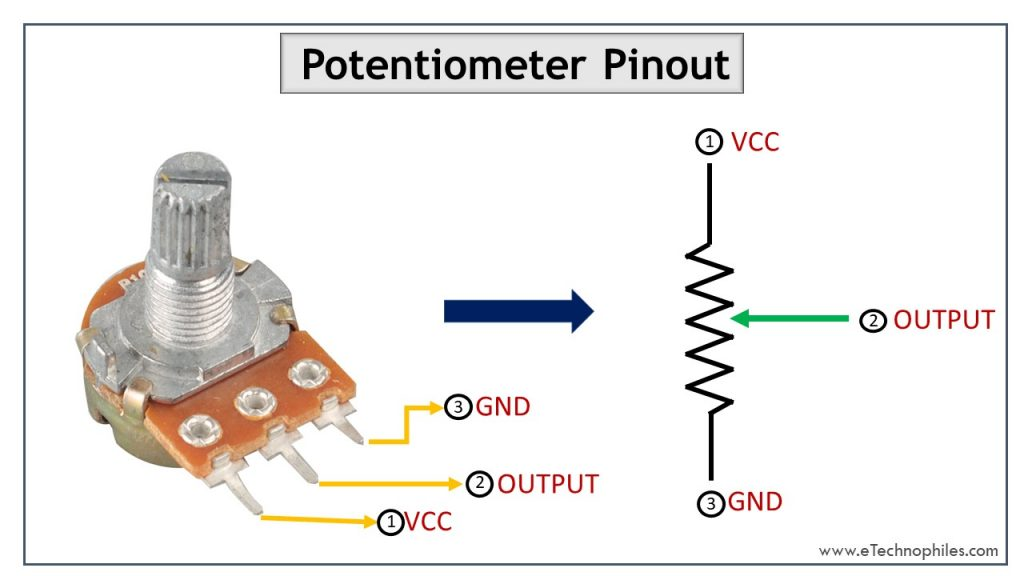 Potentiometer Pinout
1 VCC
2 OUTPUT
3 GND
3 GND
2 OUTPUT
1 VCC
www.eTechnophiles.com